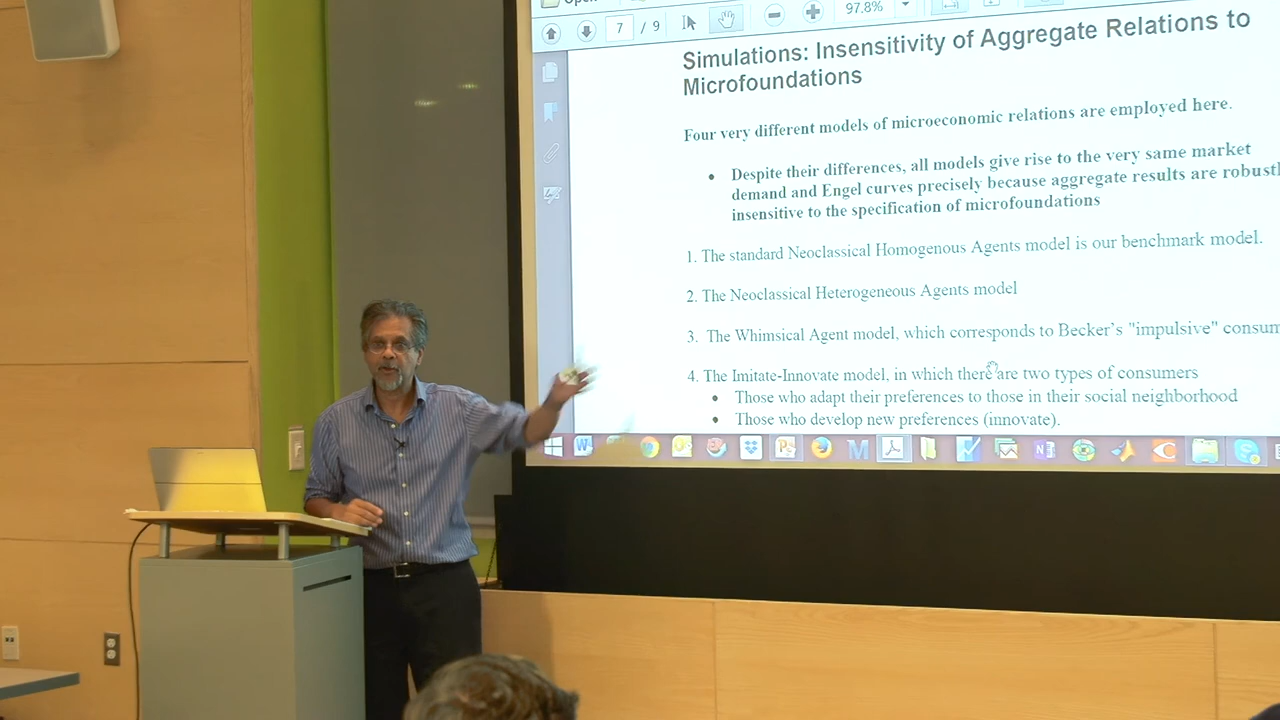 Open
7 / 9
97.8%
Simulations: Insensitivity of Aggregate Relations to
Microfoundations
Four very different models of microeconomic relations are employed here.
• Despite their differences, all models give rise to the very same market
demand and Engel curves precisely because aggregate results are robustl
insensitive to the specification of microfoundations
1. The standard Neoclassical Homogenous Agents model is our benchmark model.
2. The Neoclassical Heterogeneous Agents model
3. The Whimsical Agent model, which corresponds to Becker's "impulsive" consum
4. The Imitate-Innovate model, in which there are two types of consumers
• Those who adapt their preferences to those in their social neighborhood
• Those who develop new preferences (innovate).